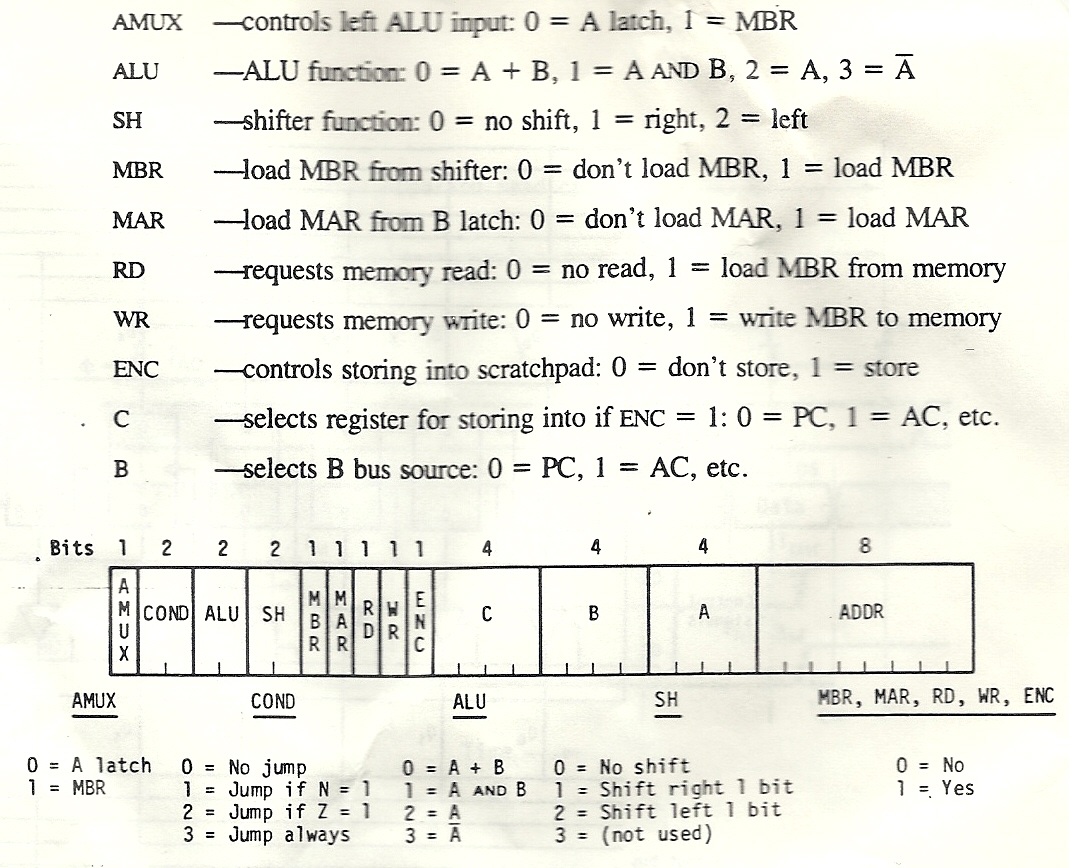 AMUX —controls left ALU input: 0 = A latch, 1 = MBR
ALU —ALU function: 0 = A + B, 1 = A AND B, 2 = A, 3 = A̅
SH —shifter function: 0 = no shift, 1 = right, 2 = left
MBR —load MBR from shifter: 0 = don't load MBR, 1 = load MBR
MAR —load MAR from B latch: 0 = don't load MAR, 1 = load MAR
RD —requests memory read: 0 = no read, 1 = load MBR from memory
WR —requests memory write: 0 = no write, 1 = write MBR to memory
ENC —controls storing into scratchpad: 0 = don't store, 1 = store
C —selects register for storing into if ENC = 1: 0 = PC, 1 = AC, etc.
B —selects B bus source: 0 = PC, 1 = AC, etc.
Bits 1 2 2 2 1 1 1 1 1 4 4 4 8
AMUX COND ALU SH MBR MAR RD WR ENC C B A ADDR
AMUX COND ALU SH MBR, MAR, RD, WR, ENC
0 = A latch 0 = No jump 0 = A + B 0 = No shift 0 = No
1 = MBR 1 = Jump if N = 1 1 = A AND B 1 = Shift right 1 bit 1 = Yes
2 = Jump if Z = 1 2 = A 2 = Shift left 1 bit
3 = Jump always 3 = A̅ 3 = (not used)